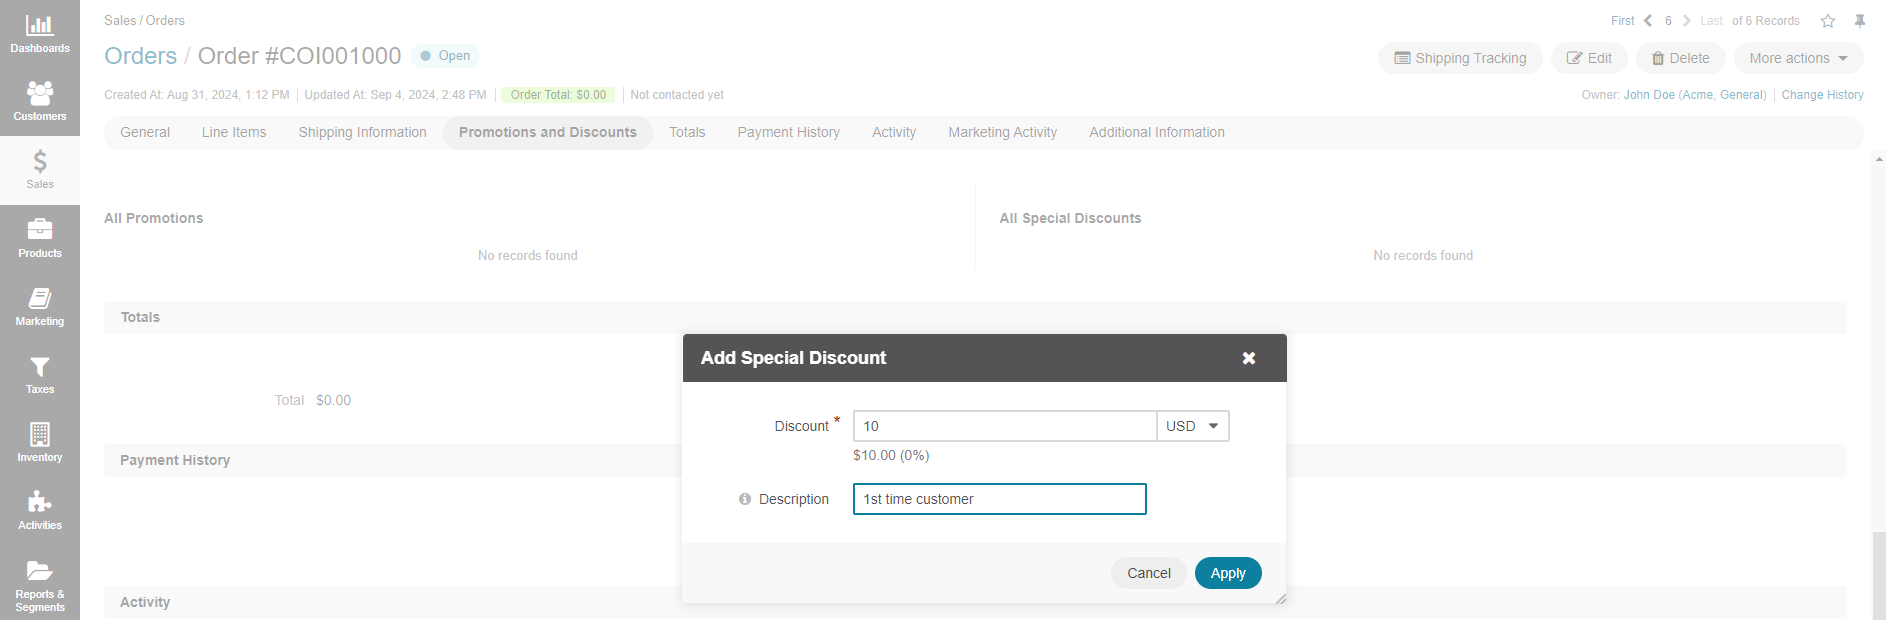 Dashboards
Customers
Sales
Products
Marketing
Taxes
Inventory
Activities
Reports &
Segments
Sales / Orders
First 6 Last of 6 Records
Orders / Order #COI001000 Open
Shipping Tracking Edit Delete More actions
Created At: Aug 31, 2024, 1:12 PM Updated At: Sep 4, 2024, 2:48 PM Order Total: $0.00 Not contacted yet
Owner: John Doe (Acme, General) Change History
General Line Items Shipping Information Promotions and Discounts Totals Payment History Activity Marketing Activity Additional Information
All Promotions
No records found
All Special Discounts
No records found
Totals
Total $0.00
Payment History
Activity
Add Special Discount
Discount * 10 USD
$10.00 (0%)
Description 1st time customer
Cancel Apply